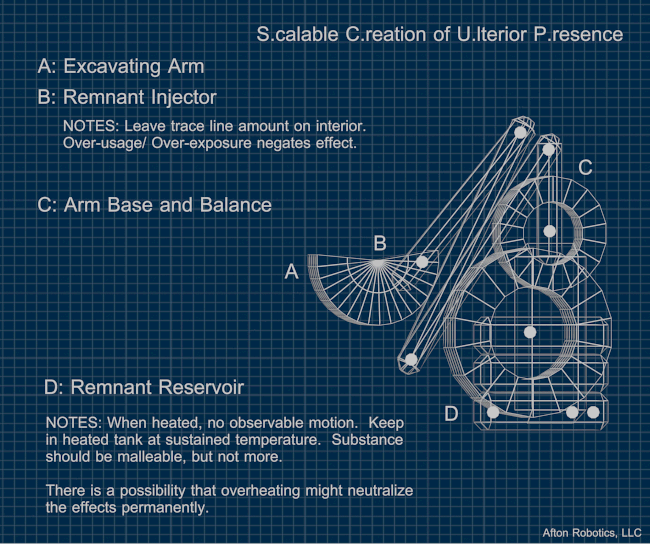 S.calable C.reation of U.lterior P.resence
A: Excavating Arm
B: Remnant Injector
NOTES: Leave trace line amount on interior.
Over-usage/ Over-exposure negates effect.
C
C: Arm Base and Balance
B
A
D: Remnant Reservoir
D
NOTES: When heated, no observable motion. Keep
in heated tank at sustained temperature. Substance
should be malleable, but not more.
There is a possibility that overheating might neutralize
the effects permanently.
Afton Robotics, LLC